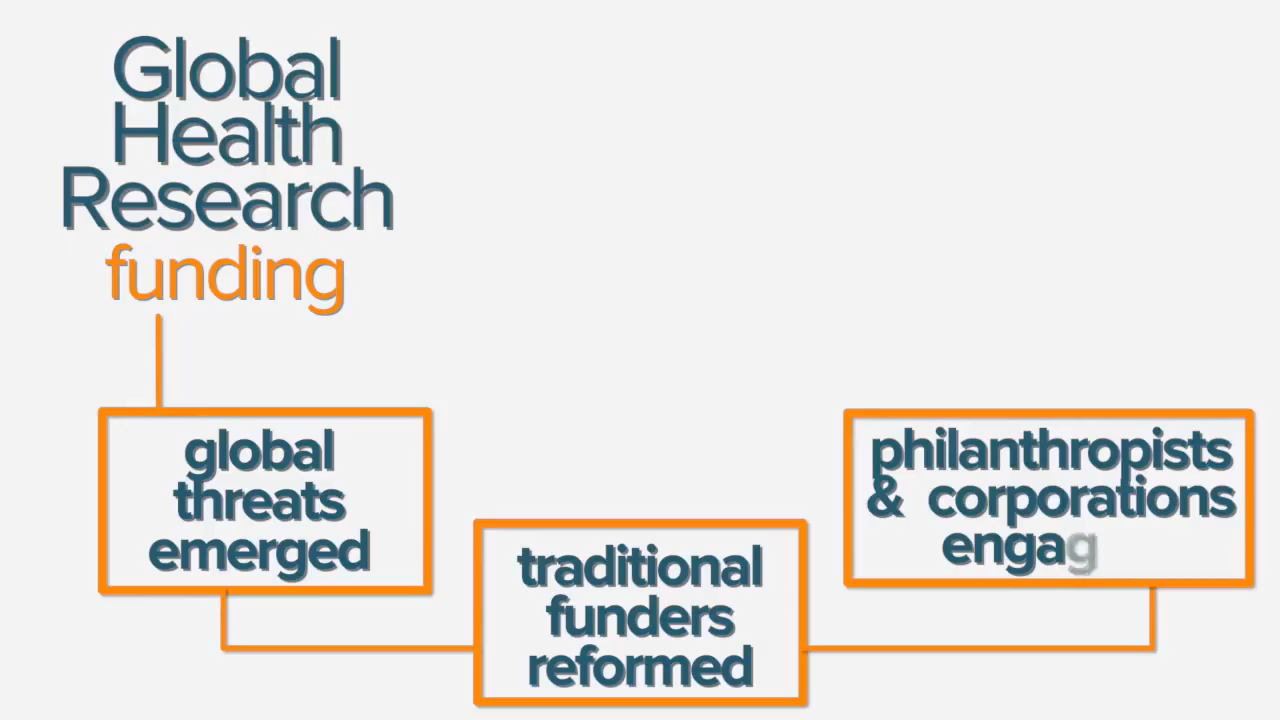 Global
Health
Research
funding
global
threats
emerged
traditional
funders
reformed
philanthropists
& corporations
engag